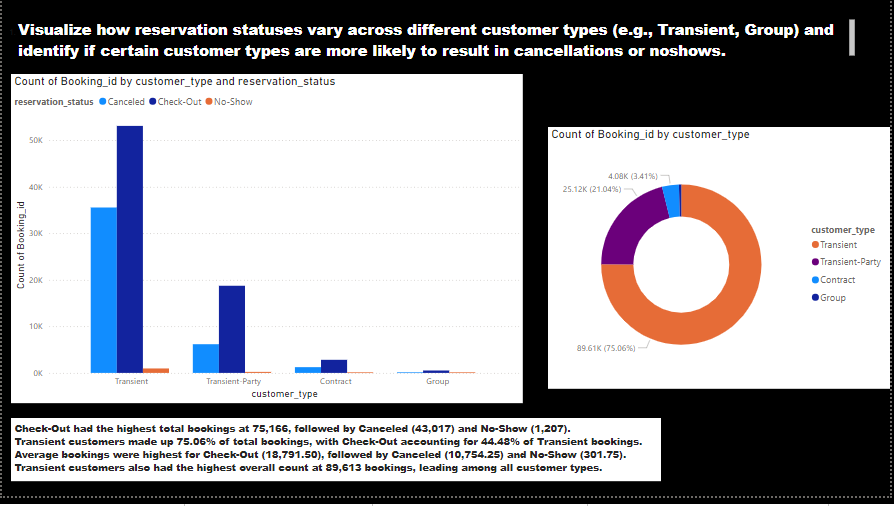 Visualize how reservation statuses vary across different customer types (e.g., Transient, Group) and
identify if certain customer types are more likely to result in cancellations or noshows.
Count of Booking_id by customer_type and reservation_status
reservation_status Canceled Check-Out No-Show
Count of Booking_id
50K
40K
30K
20K
10K
0K
Transient Transient-Party Contract Group
customer_type
Count of Booking_id by customer_type
4.08K (3.41%)
25.12K (21.04%)
89.61K (75.06%)
customer_type
Transient
Transient-Party
Contract
Group
Check-Out had the highest total bookings at 75,166, followed by Canceled (43,017) and No-Show (1,207).
Transient customers made up 75.06% of total bookings, with Check-Out accounting for 44.48% of Transient bookings.
Average bookings were highest for Check-Out (18,791.50), followed by Canceled (10,754.25) and No-Show (301.75).
Transient customers also had the highest overall count at 89,613 bookings, leading among all customer types.